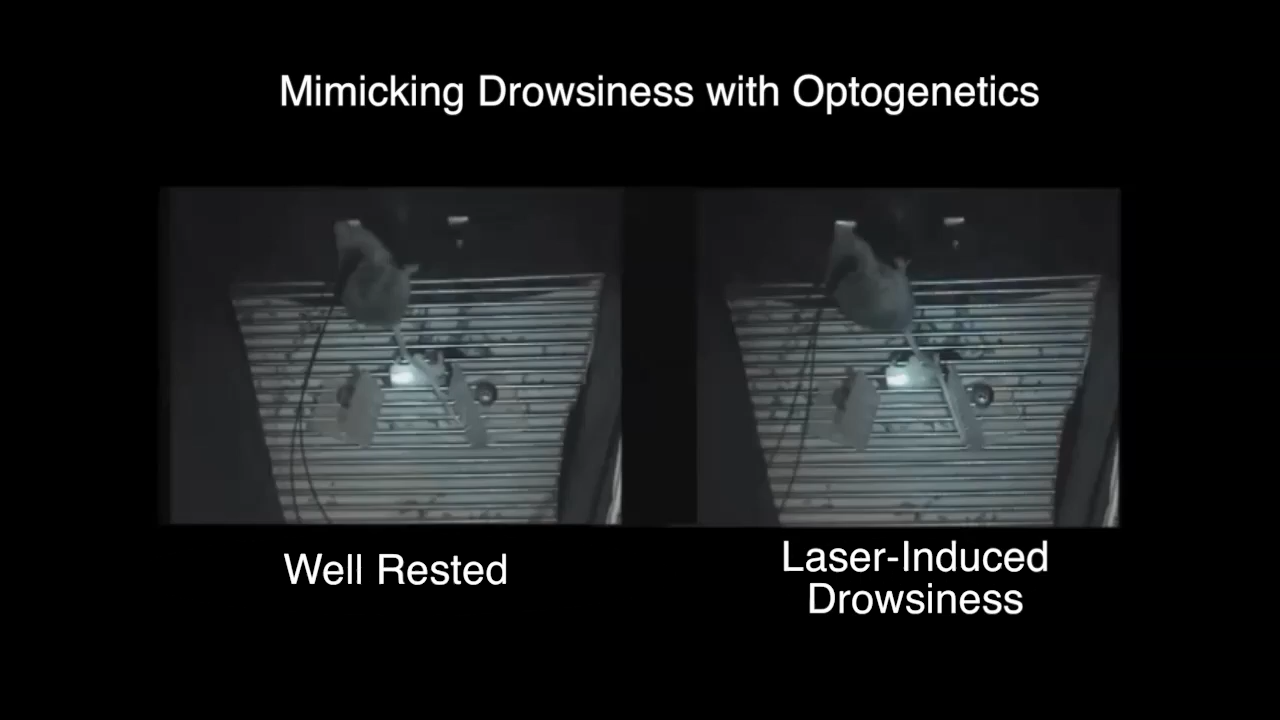 Mimicking Drowsiness with Optogenetics
Well Rested
Laser-Induced
Drowsiness